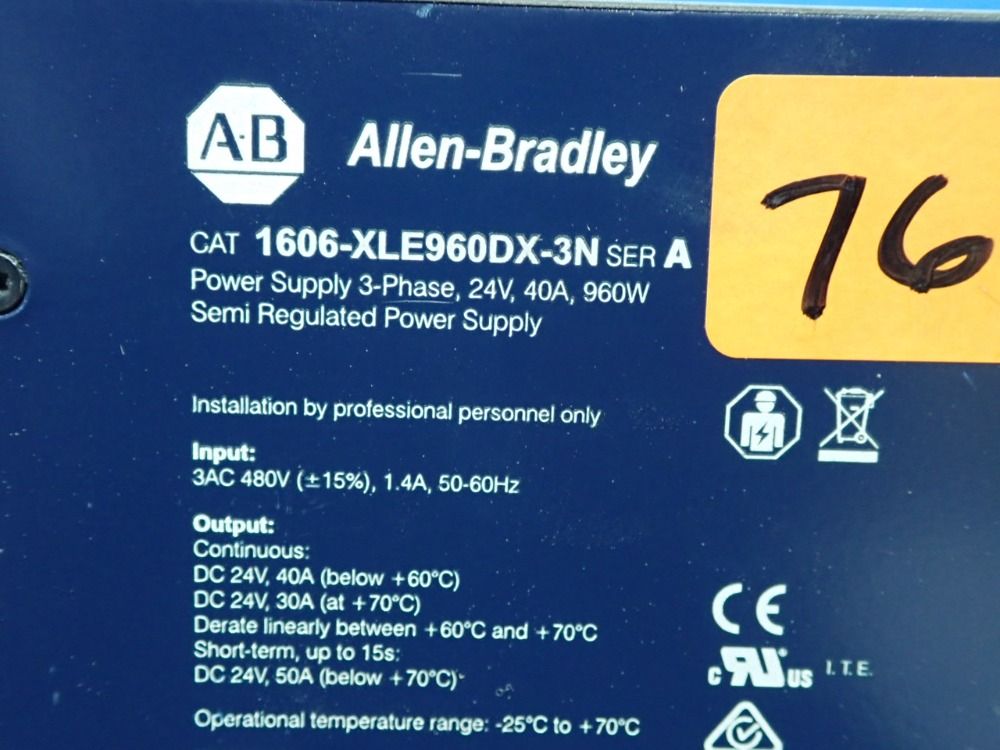 A·B Allen-Bradley
76
CAT 1606-XLE960DX-3N SER A
Power Supply 3-Phase, 24V, 40A, 960W
Semi Regulated Power Supply
Installation by professional personnel only
Input:
3AC 480V (±15%), 1.4A, 50-60Hz
Output:
Continuous:
DC 24V, 40A (below +60°C)
DC 24V, 30A (at +70°C)
Derate linearly between +60°C and +70°C
Short-term, up to 15s:
DC 24V, 50A (below +70°C)
Operational temperature range: -25°C to +70°C
CE
c RU US I.T.E.